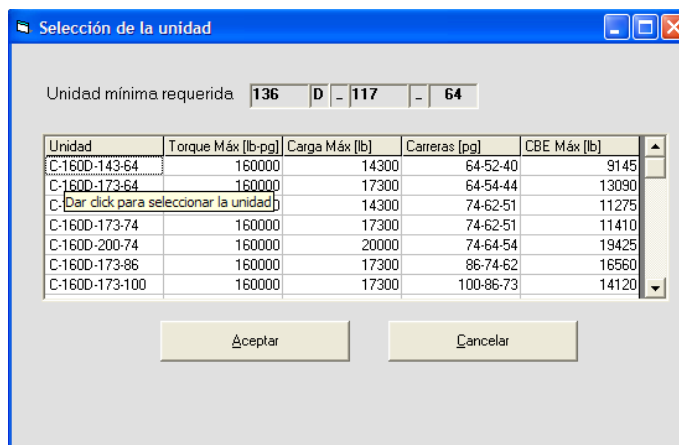 Selección de la unidad
Unidad mínima requerida 136 D _ 117 _ 64
Unidad Torque Máx [lb-pg] Carga Máx [lb] Carreras [pg] CBE Máx [lb]
C-160D-143-64 160000 14300 64-52-40 9145
C-160D-173-64 160000 17300 64-54-44 13090
C- Dar click para seleccionar la unidad 14300 74-62-51 11275
C-160D-173-74 160000 17300 74-62-51 11410
C-160D-200-74 160000 20000 74-64-54 19425
C-160D-173-86 160000 17300 86-74-62 16560
C-160D-173-100 160000 17300 100-86-73 14120
Aceptar Cancelar